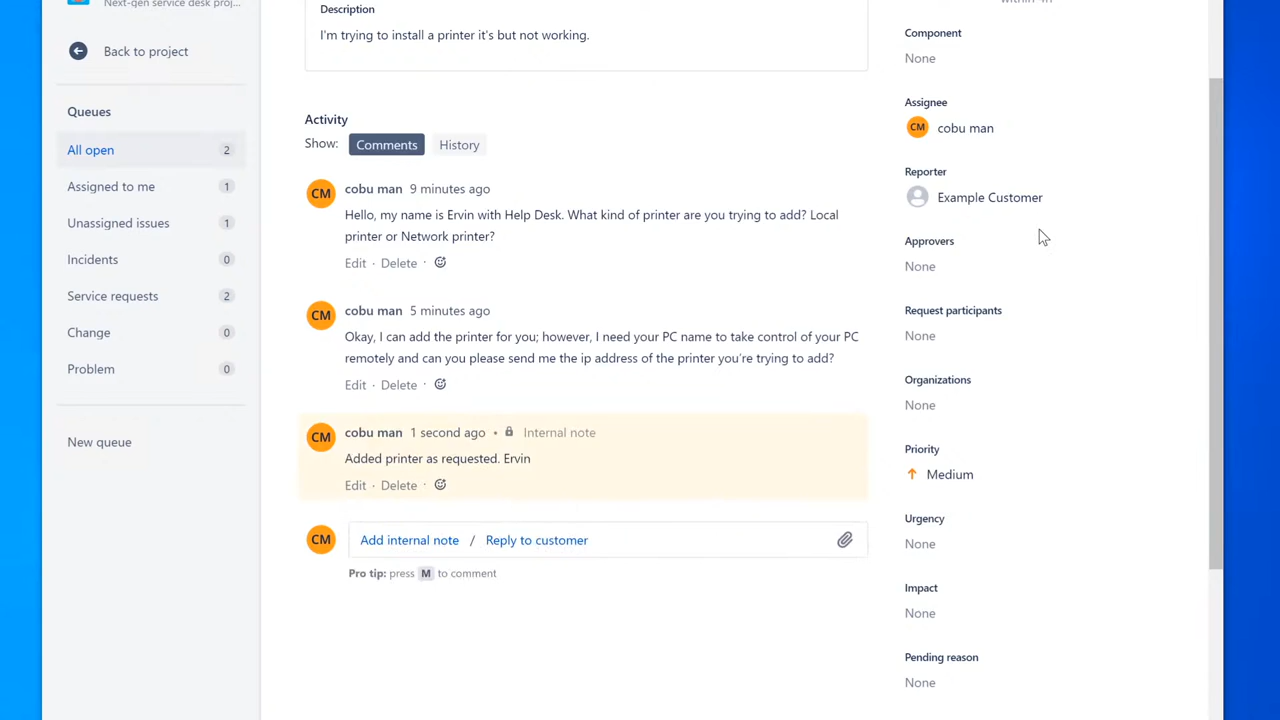 Next-gen service desk proj...
Back to project
Queues
All open 2
Assigned to me 1
Unassigned issues 1
Incidents 0
Service requests 2
Change 0
Problem 0
New queue
Description
I'm trying to install a printer it's but not working.
Activity
Show: Comments History
CM cobu man 9 minutes ago
Hello, my name is Ervin with Help Desk. What kind of printer are you trying to add? Local
printer or Network printer?
Edit · Delete ·
CM cobu man 5 minutes ago
Okay, I can add the printer for you; however, I need your PC name to take control of your PC
remotely and can you please send me the ip address of the printer you're trying to add?
Edit · Delete ·
CM cobu man 1 second ago • Internal note
Added printer as requested. Ervin
Edit · Delete ·
CM Add internal note / Reply to customer
Pro tip: press M to comment
Component
None
Assignee
CM cobu man
Reporter
Example Customer
Approvers
None
Request participants
None
Organizations
None
Priority
Medium
Urgency
None
Impact
None
Pending reason
None